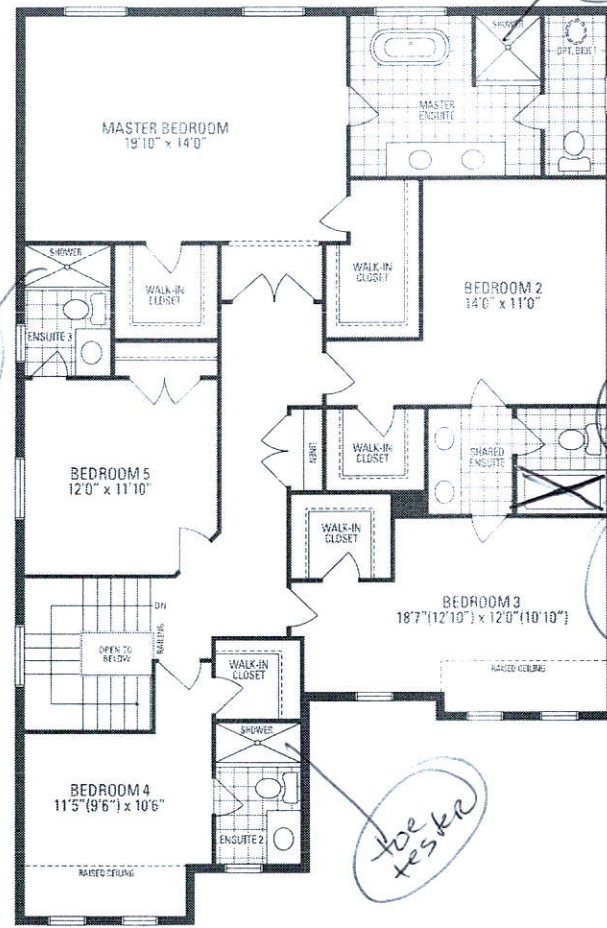 SHOWER
OPT. BIDET
MASTER
ENSUITE
MASTER BEDROOM
19'10" x 14'0"
SHOWER
WALK-IN
CLOSET
WALK-IN
CLOSET
BEDROOM 2
14'0" x 11'0"
ENSUITE 3
LINEN
WALK-IN
CLOSET
SHARED
ENSUITE
BEDROOM 5
12'0" x 11'10"
WALK-IN
CLOSET
BEDROOM 3
18'7"(12'10") x 12'0"(10'10")
DN
RAILING
OPEN TO
BELOW
WALK-IN
CLOSET
RAISED CEILING
SHOWER
BEDROOM 4
11'5"(9'6") x 10'6"
ENSUITE 2
RAISED CEILING
toe
tester